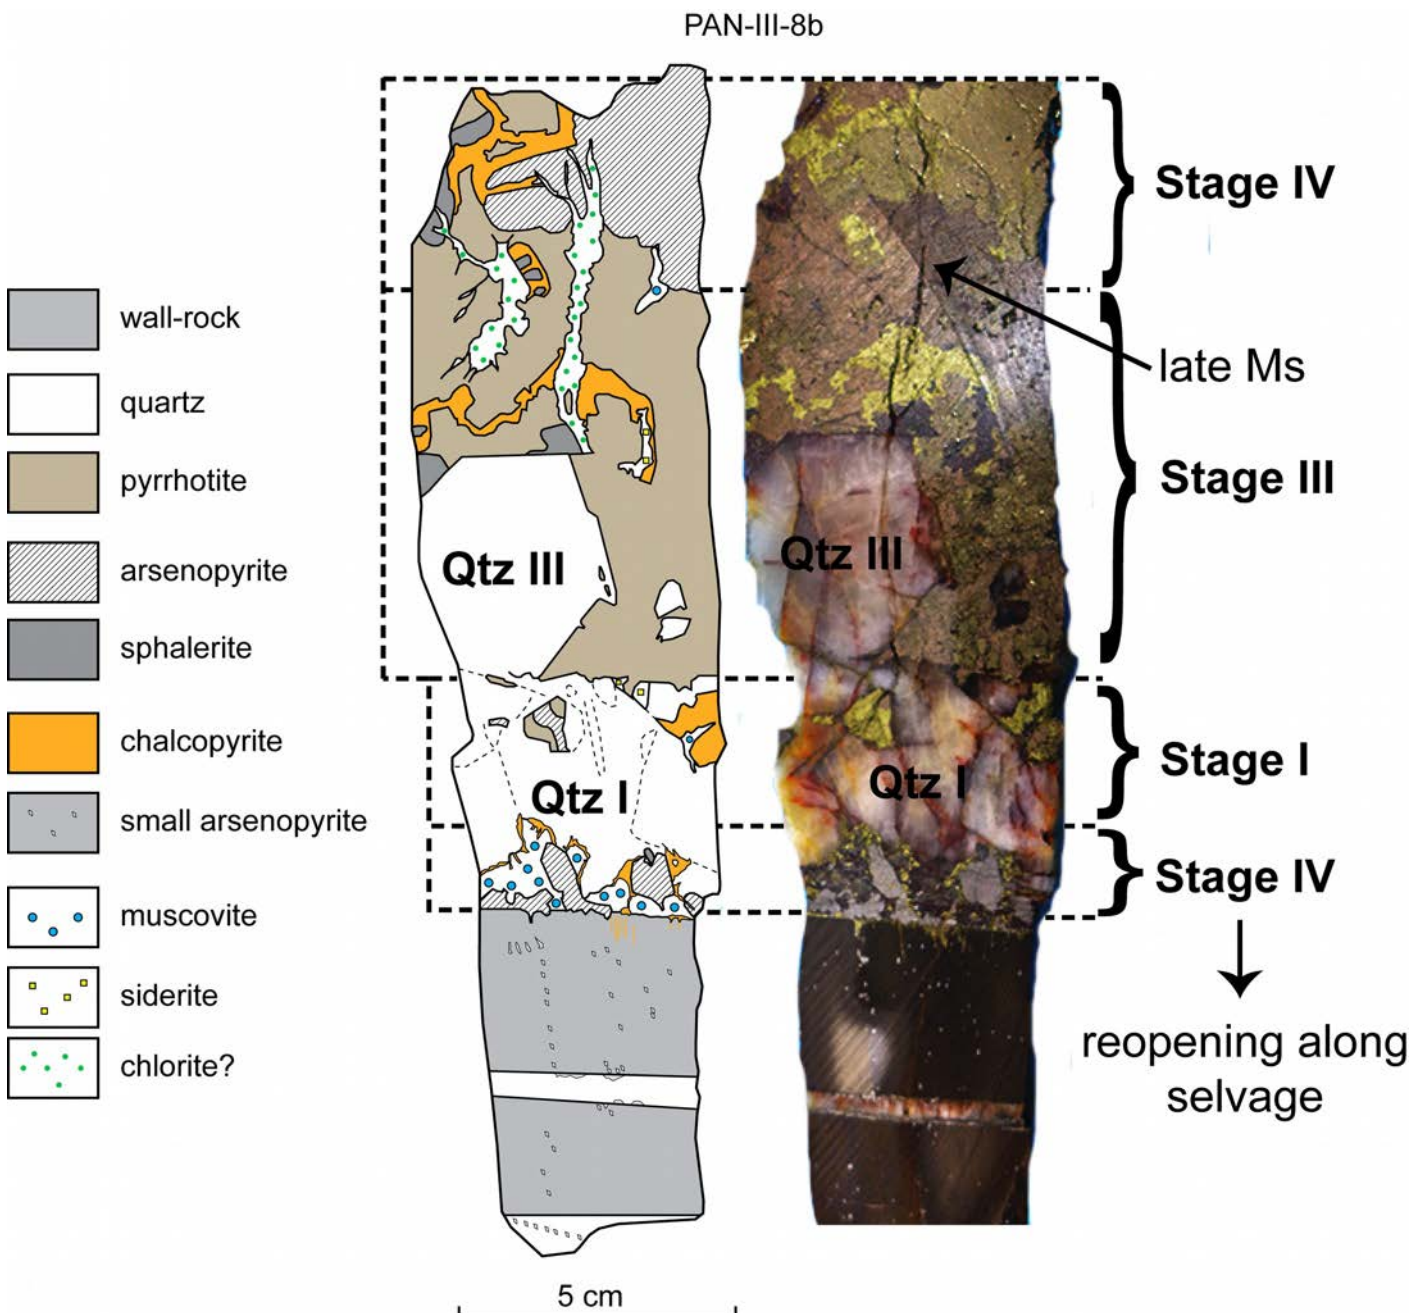 PAN-III-8b
wall-rock
quartz
pyrrhotite
arsenopyrite
sphalerite
chalcopyrite
small arsenopyrite
muscovite
siderite
chlorite?
Qtz III
Qtz I
5 cm
Qtz III
Qtz I
Stage IV
late Ms
Stage III
Stage I
Stage IV
reopening along
selvage